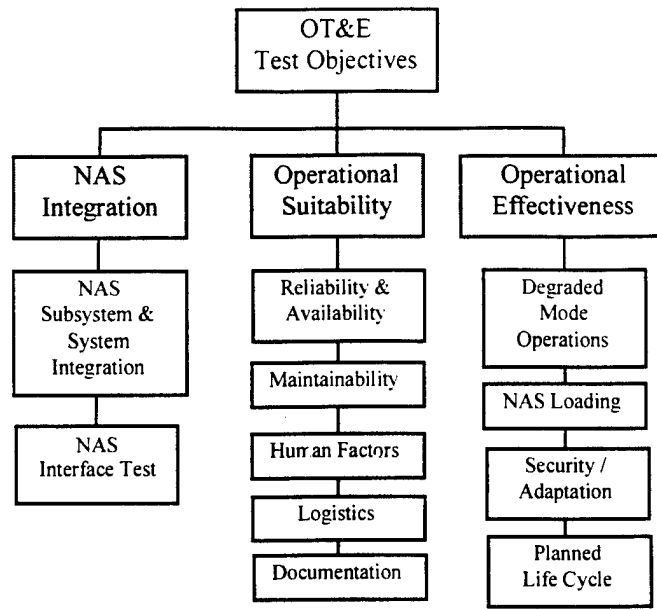 OT&E
Test Objectives
NAS
Integration
Operational
Suitability
Operational
Effectiveness
NAS
Subsystem &
System
Integration
NAS
Interface Test
Reliability &
Availability
Maintainability
Human Factors
Logistics
Documentation
Degraded
Mode
Operations
NAS Loading
Security /
Adaptation
Planned
Life Cycle